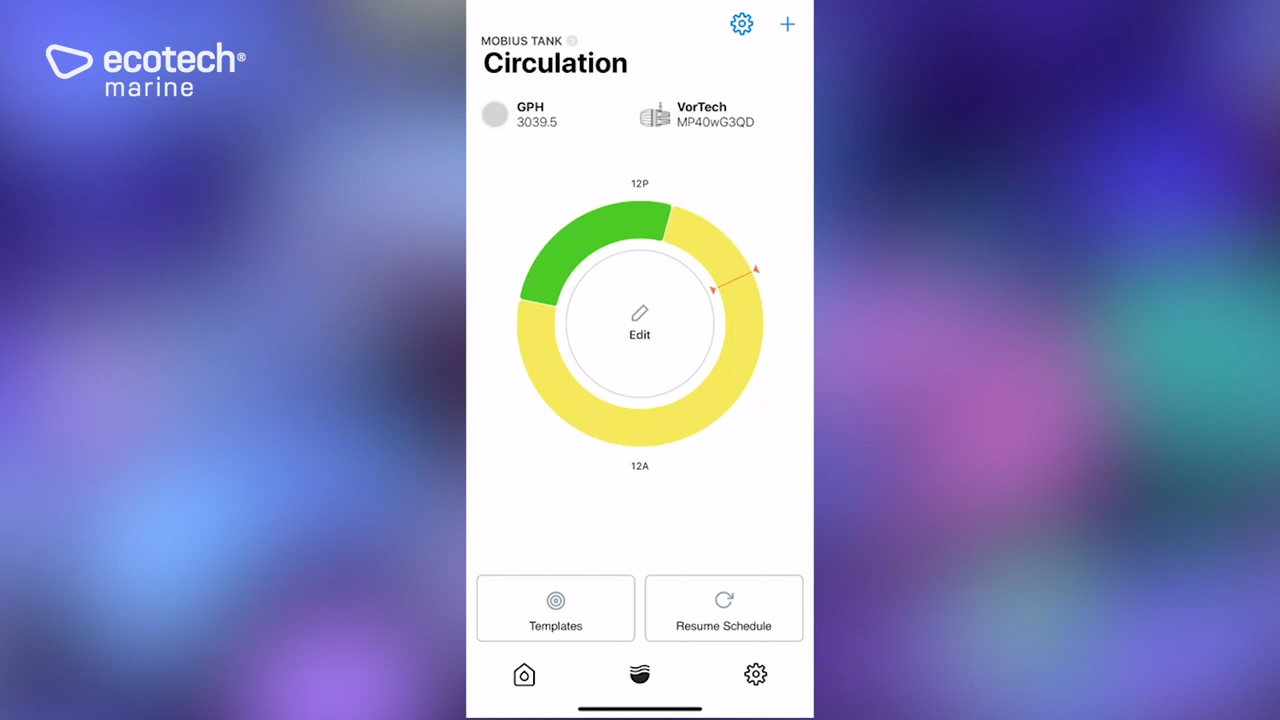 ecotech®
marine
MOBIUS TANK
Circulation
GPH
3039.5
VorTech
MP40wG3QD
12P
Edit
12A
Templates
Resume Schedule